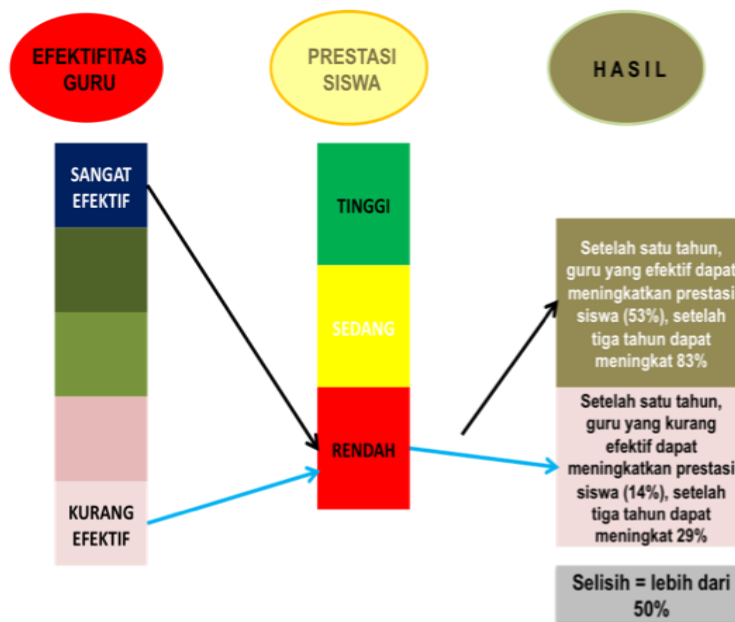 EFEKTIFITAS
GURU
PRESTASI
SISWA
H A S I L
SANGAT
EFEKTIF
KURANG
EFEKTIF
TINGGI
SEDANG
RENDAH
Setelah satu tahun,
guru yang efektif dapat
meningkatkan prestasi
siswa (53%), setelah
tiga tahun dapat
meningkat 83%
Setelah satu tahun,
guru yang kurang
efektif dapat
meningkatkan prestasi
siswa (14%), setelah
tiga tahun dapat
meningkat 29%
Selisih = lebih dari
50%